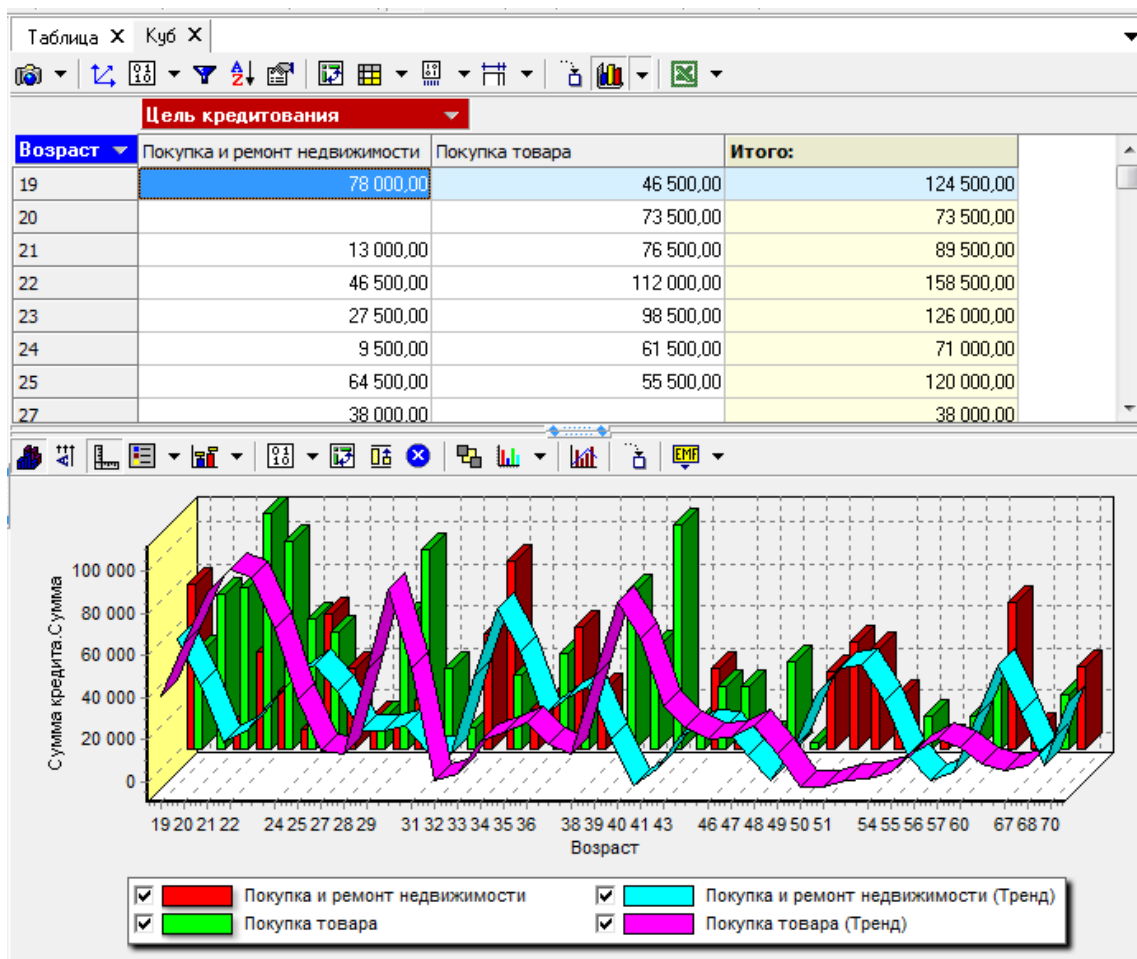 Таблица X Куб X
Цель кредитования
Возраст Покупка и ремонт недвижимости Покупка товара Итого:
19 78 000,00 46 500,00 124 500,00
20 73 500,00 73 500,00
21 13 000,00 76 500,00 89 500,00
22 46 500,00 112 000,00 158 500,00
23 27 500,00 98 500,00 126 000,00
24 9 500,00 61 500,00 71 000,00
25 64 500,00 55 500,00 120 000,00
27 38 000,00 38 000,00
EMF
Сумма кредита.Сумма
100 000
80 000
60 000
40 000
20 000
0
19 20 21 22 24 25 27 28 29 31 32 33 34 35 36 38 39 40 41 43 46 47 48 49 50 51 54 55 56 57 60 67 68 70
Возраст
Покупка и ремонт недвижимости Покупка и ремонт недвижимости (Тренд)
Покупка товара Покупка товара (Тренд)